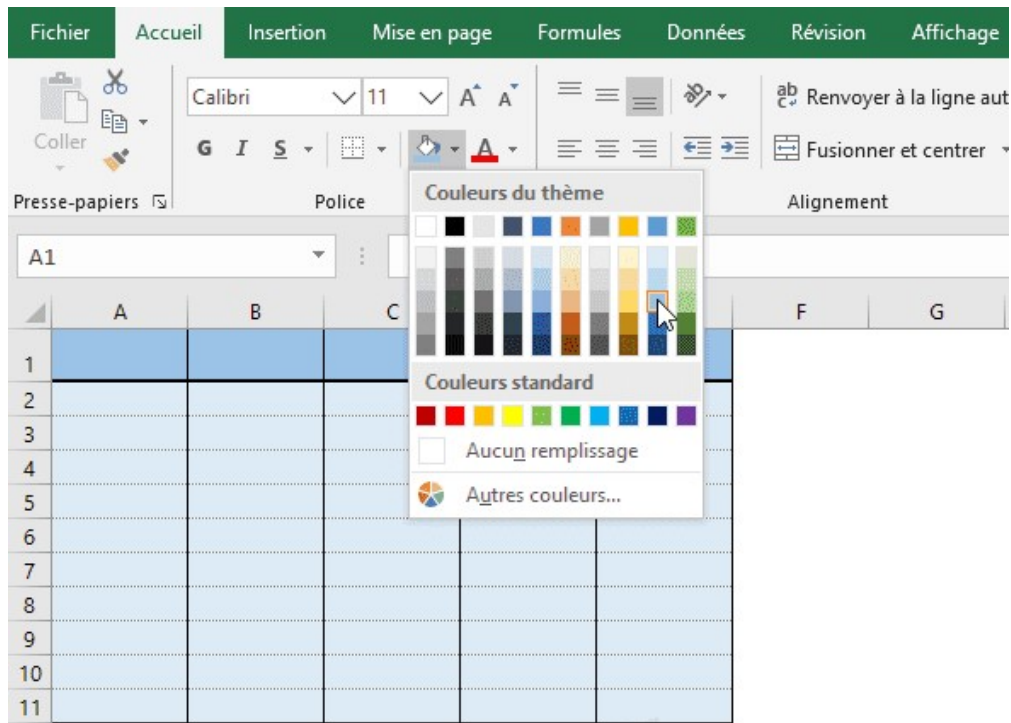 Fichier Accueil Insertion Mise en page Formules Données Révision Affichage
Calibri 11 A A ab c Renvoyer à la ligne aut
Coller G I S A Fusionner et centrer
Presse-papiers Police Alignement
Couleurs du thème
A1
A B C F G
1
Couleurs standard
2
3
Aucun remplissage
4
Autres couleurs...
5
6
7
8
9
10
11